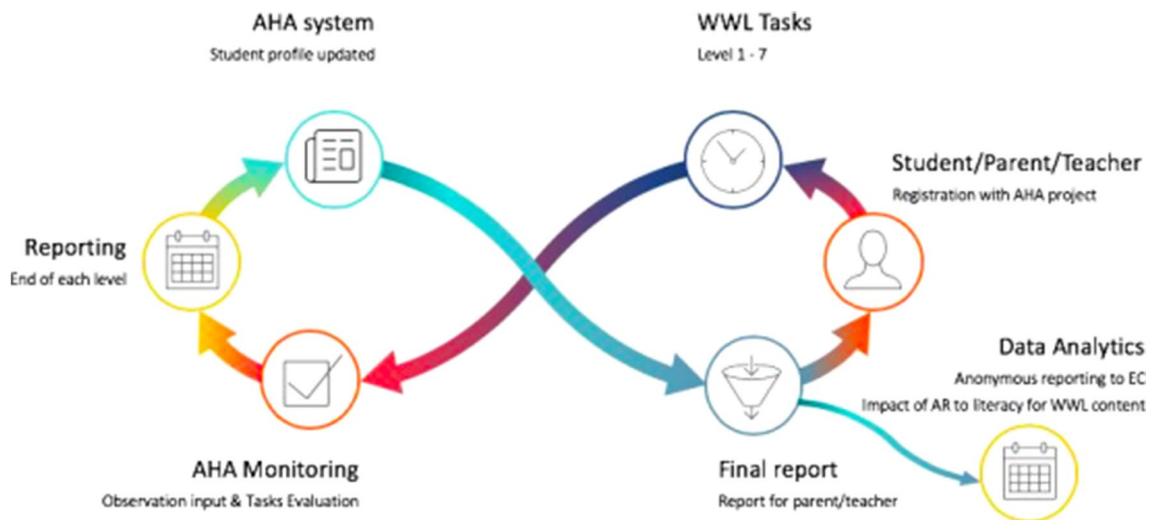 AHA system
Student profile updated
WWL Tasks
Level 1 - 7
Student/Parent/Teacher
Registration with AHA project
Reporting
End of each level
Data Analytics
Anonymous reporting to EC
Impact of AR to literacy for WWL content
AHA Monitoring
Observation input & Tasks Evaluation
Final report
Report for parent/teacher